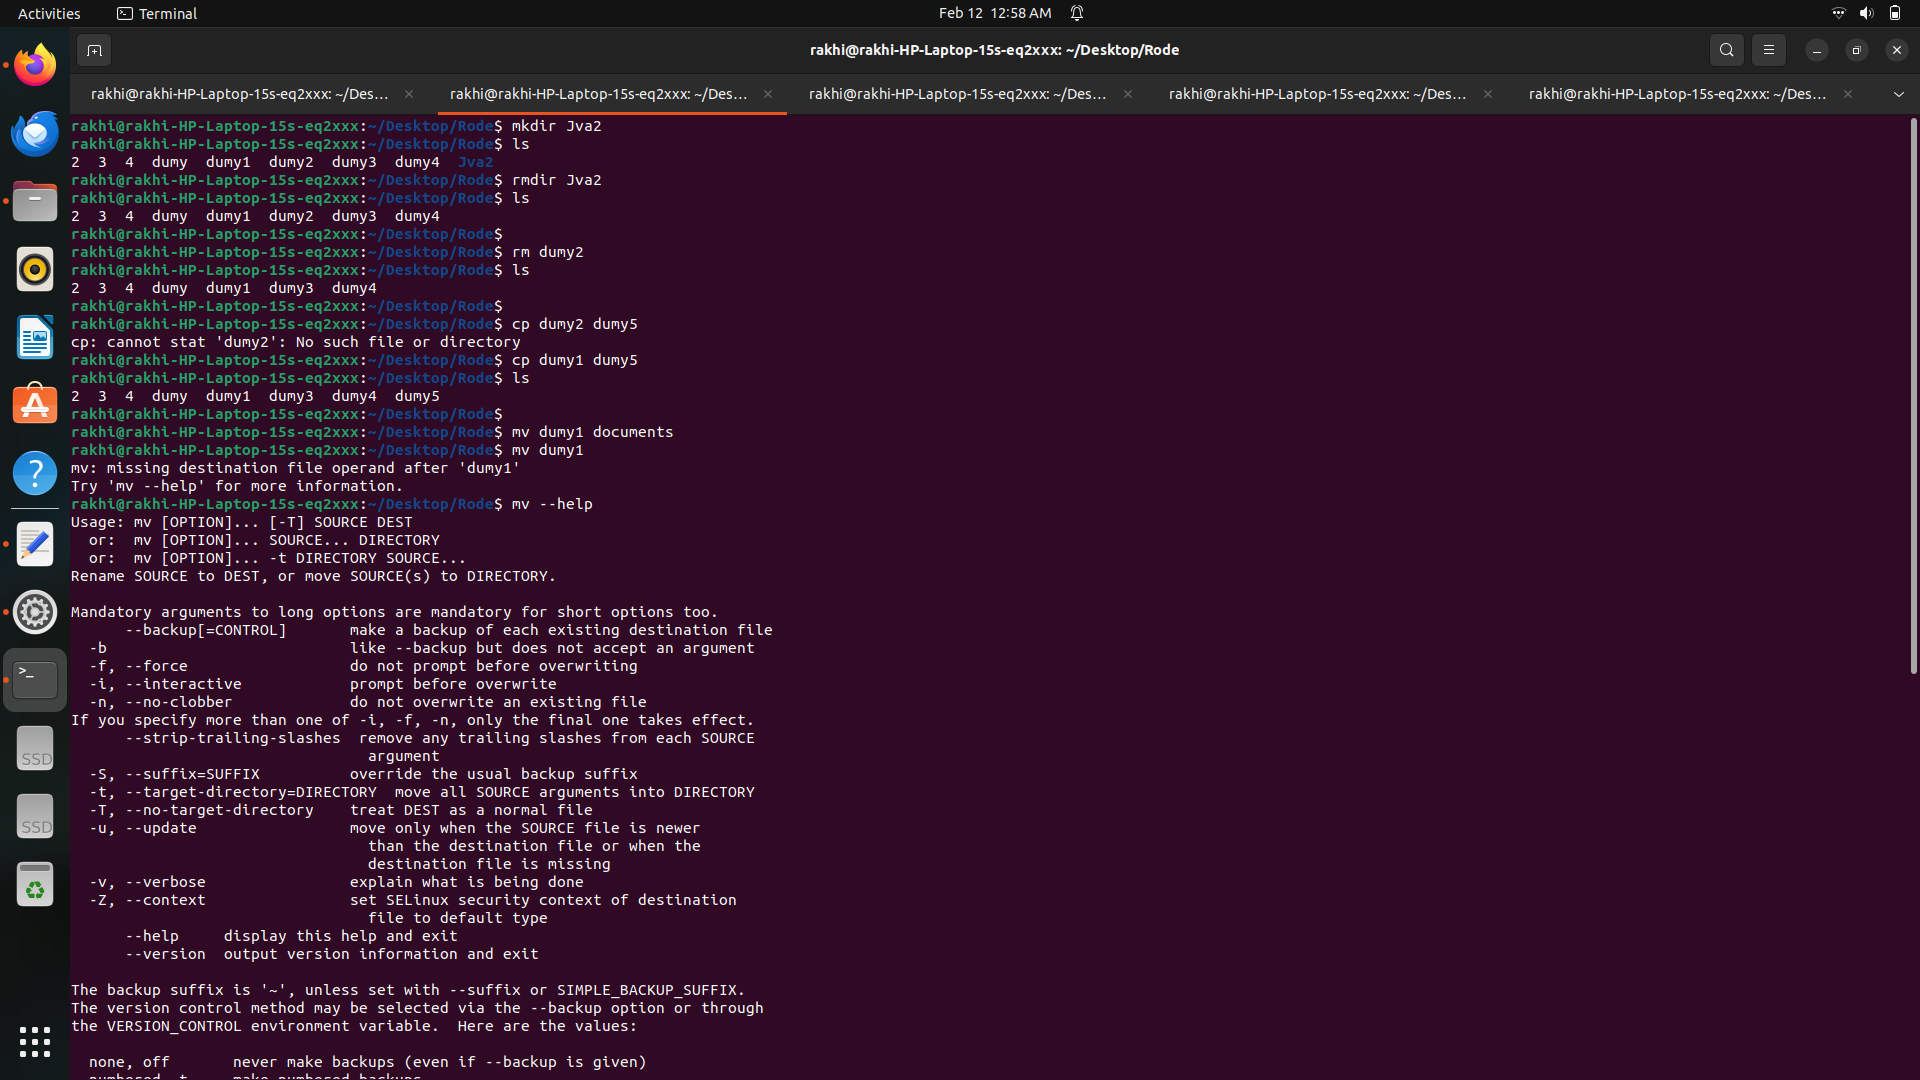 Activities
Terminal
Feb 12 12:58 AM
rakhi@rakhi-HP-Laptop-15s-eq2xxx: ~/Desktop/Rode
rakhi@rakhi-HP-Laptop-15s-eq2xxx: ~/Des...
rakhi@rakhi-HP-Laptop-15s-eq2xxx: ~/Des...
rakhi@rakhi-HP-Laptop-15s-eq2xxx: ~/Des...
rakhi@rakhi-HP-Laptop-15s-eq2xxx: ~/Des...
rakhi@rakhi-HP-Laptop-15s-eq2xxx: ~/Des...
rakhi@rakhi-HP-Laptop-15s-eq2xxx:~/Desktop/Rode$ mkdir Jva2
rakhi@rakhi-HP-Laptop-15s-eq2xxx:~/Desktop/Rode$ ls
2  3  4  dumy  dumy1  dumy2  dumy3  dumy4  Jva2
rakhi@rakhi-HP-Laptop-15s-eq2xxx:~/Desktop/Rode$ rmdir Jva2
rakhi@rakhi-HP-Laptop-15s-eq2xxx:~/Desktop/Rode$ ls
2  3  4  dumy  dumy1  dumy2  dumy3  dumy4
rakhi@rakhi-HP-Laptop-15s-eq2xxx:~/Desktop/Rode$
rakhi@rakhi-HP-Laptop-15s-eq2xxx:~/Desktop/Rode$ rm dumy2
rakhi@rakhi-HP-Laptop-15s-eq2xxx:~/Desktop/Rode$ ls
2  3  4  dumy  dumy1  dumy3  dumy4
rakhi@rakhi-HP-Laptop-15s-eq2xxx:~/Desktop/Rode$
rakhi@rakhi-HP-Laptop-15s-eq2xxx:~/Desktop/Rode$ cp dumy2 dumy5
cp: cannot stat 'dumy2': No such file or directory
rakhi@rakhi-HP-Laptop-15s-eq2xxx:~/Desktop/Rode$ cp dumy1 dumy5
rakhi@rakhi-HP-Laptop-15s-eq2xxx:~/Desktop/Rode$ ls
2  3  4  dumy  dumy1  dumy3  dumy4  dumy5
rakhi@rakhi-HP-Laptop-15s-eq2xxx:~/Desktop/Rode$
rakhi@rakhi-HP-Laptop-15s-eq2xxx:~/Desktop/Rode$ mv dumy1 documents
rakhi@rakhi-HP-Laptop-15s-eq2xxx:~/Desktop/Rode$ mv dumy1
mv: missing destination file operand after 'dumy1'
Try 'mv --help' for more information.
rakhi@rakhi-HP-Laptop-15s-eq2xxx:~/Desktop/Rode$ mv --help
Usage: mv [OPTION]... [-T] SOURCE DEST
  or:  mv [OPTION]... SOURCE... DIRECTORY
  or:  mv [OPTION]... -t DIRECTORY SOURCE...
Rename SOURCE to DEST, or move SOURCE(s) to DIRECTORY.
Mandatory arguments to long options are mandatory for short options too.
      --backup[=CONTROL]       make a backup of each existing destination file
  -b                           like --backup but does not accept an argument
  -f, --force                  do not prompt before overwriting
  -i, --interactive            prompt before overwrite
  -n, --no-clobber             do not overwrite an existing file
If you specify more than one of -i, -f, -n, only the final one takes effect.
      --strip-trailing-slashes  remove any trailing slashes from each SOURCE
                                 argument
  -S, --suffix=SUFFIX          override the usual backup suffix
  -t, --target-directory=DIRECTORY  move all SOURCE arguments into DIRECTORY
  -T, --no-target-directory    treat DEST as a normal file
  -u, --update                 move only when the SOURCE file is newer
                                 than the destination file or when the
                                 destination file is missing
  -v, --verbose                explain what is being done
  -Z, --context                set SELinux security context of destination
                                 file to default type
      --help     display this help and exit
      --version  output version information and exit
The backup suffix is '~', unless set with --suffix or SIMPLE_BACKUP_SUFFIX.
The version control method may be selected via the --backup option or through
the VERSION_CONTROL environment variable.  Here are the values:
  none, off       never make backups (even if --backup is given)
  numbered, t     make numbered backups
SSD
SSD